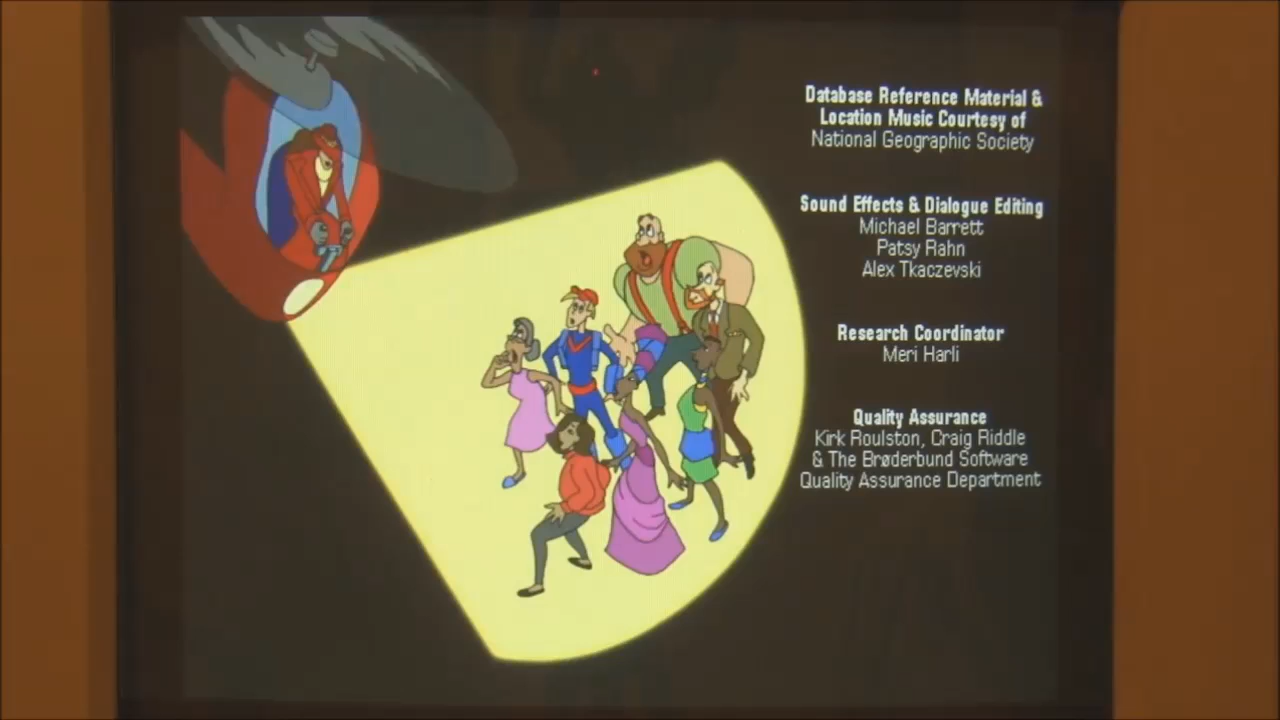 Database Reference Material &
Location Music Courtesy of
National Geographic Society
Sound Effects & Dialogue Editing
Michael Barrett
Patsy Rahn
Alex Tkaczevski
Research Coordinator
Meri Harli
Quality Assurance
Kirk Roulston, Craig Riddle
& The Brøderbund Software
Quality Assurance Department